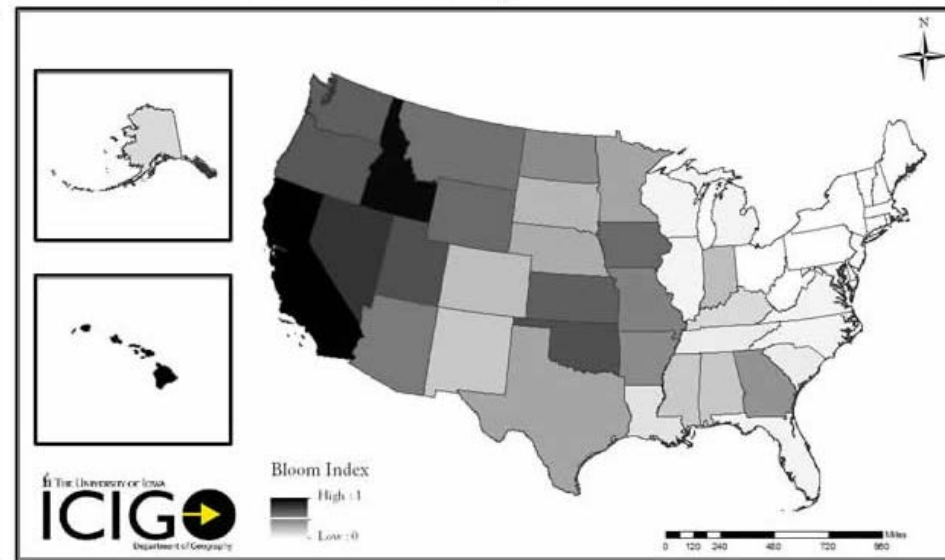 N
Bloom Index
High : 1
Low : 0
THE UNIVERSITY OF IOWA
ICIGO
Department of Geography
Miles
0 120 240 480 720 960